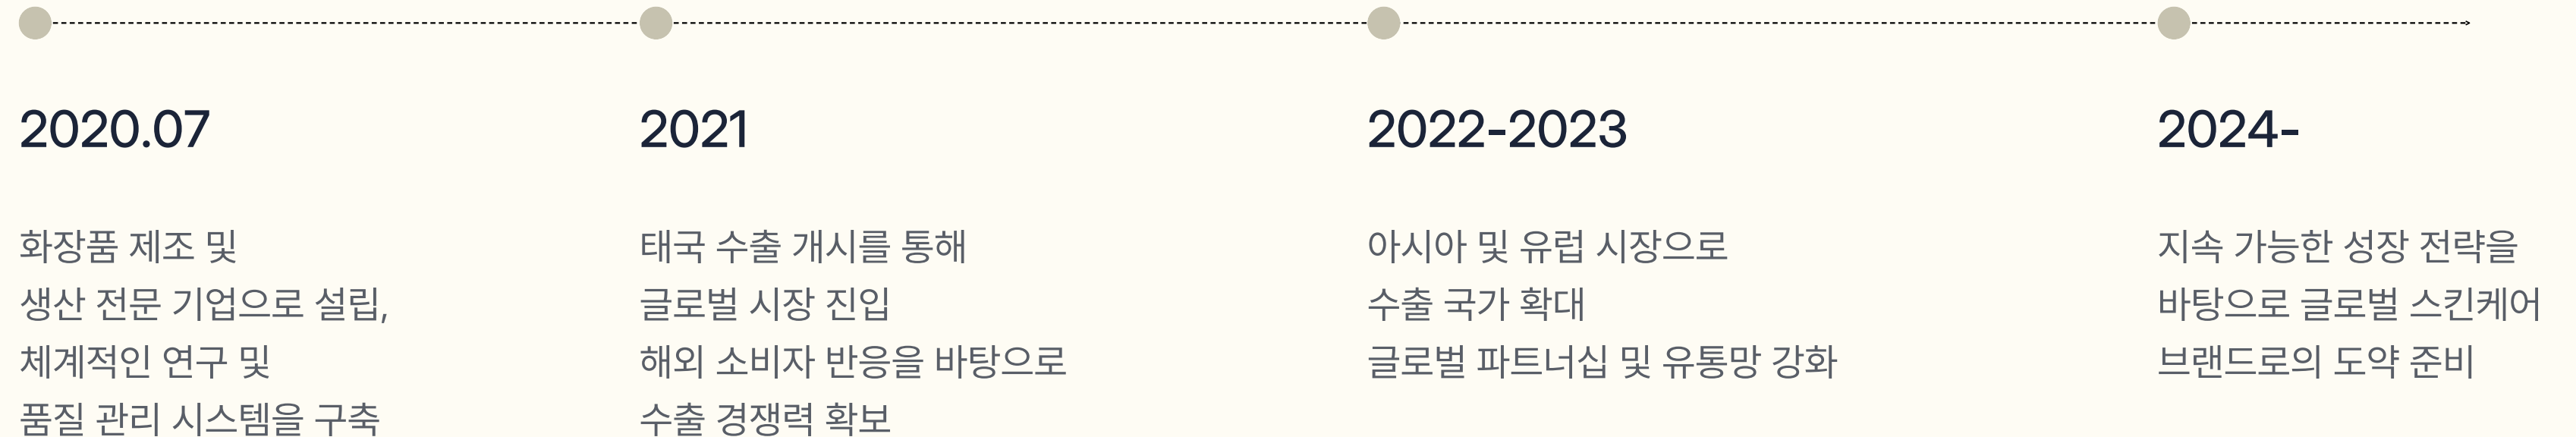 2020.07
화장품 제조 및
생산 전문 기업으로 설립,
체계적인 연구 및
품질 관리 시스템을 구축
2021
태국 수출 개시를 통해
글로벌 시장 진입
해외 소비자 반응을 바탕으로
수출 경쟁력 확보
2022-2023
아시아 및 유럽 시장으로
수출 국가 확대
글로벌 파트너십 및 유통망 강화
2024-
지속 가능한 성장 전략을
바탕으로 글로벌 스킨케어
브랜드로의 도약 준비